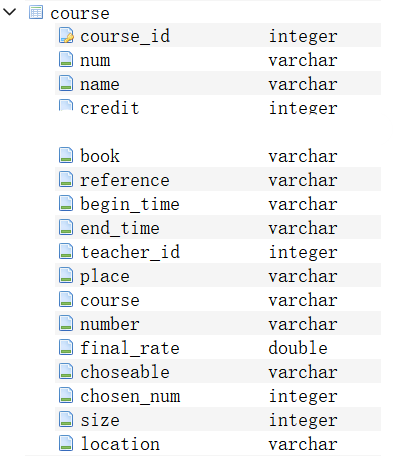 course
course_id integer
num varchar
name varchar
credit integer
book varchar
reference varchar
begin_time varchar
end_time varchar
teacher_id integer
place varchar
course varchar
number varchar
final_rate double
choseable varchar
chosen_num integer
size integer
location varchar